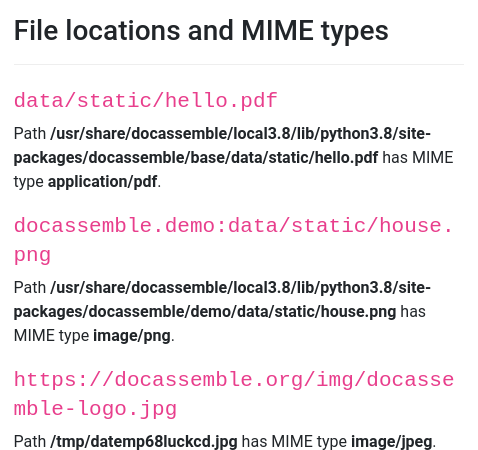 File locations and MIME types
data/static/hello.pdf
Path /usr/share/docassemble/local3.8/lib/python3.8/site-
packages/docassemble/base/data/static/hello.pdf has MIME
type application/pdf.
docassemble.demo:data/static/house.
png
Path /usr/share/docassemble/local3.8/lib/python3.8/site-
packages/docassemble/demo/data/static/house.png has
MIME type image/png.
https://docassemble.org/img/docasse
mble-logo.jpg
Path /tmp/datemp68luckcd.jpg has MIME type image/jpeg.